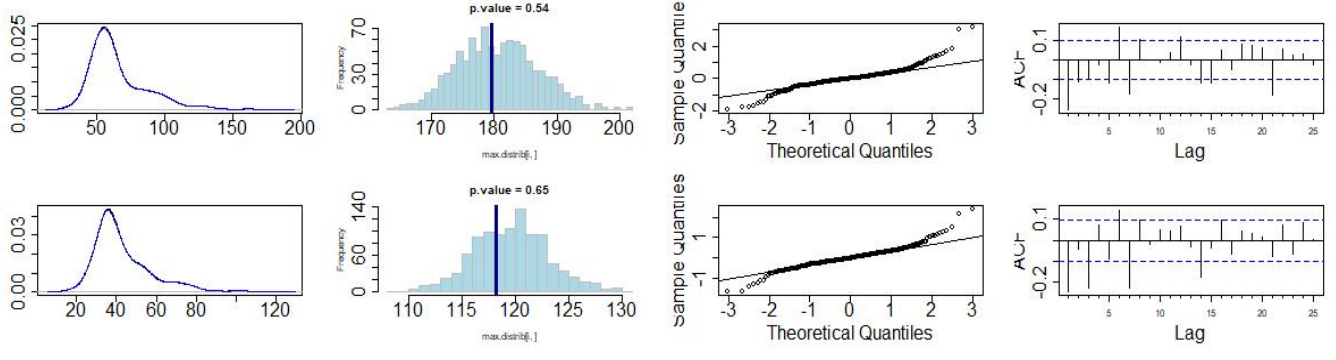 p.value = 0.54
0.000 0.025
50 100 150 200
Frequency
0 30 70
170 180 190 200
max.distrib[i, ]
Sample Quantile
-2 0 2
-3 -2 -1 0 1 2 3
Theoretical Quantiles
ACF
-0.2 0.1
5 10 15 20 25
Lag
p.value = 0.65
0.00 0.03
20 40 60 80 120
Frequency
0 60 140
110 115 120 125 130
max.distrib[i, ]
Sample Quantiles
-1 1
-3 -2 -1 0 1 2 3
Theoretical Quantiles
ACF
-0.2 0.1
5 10 15 20 25
Lag